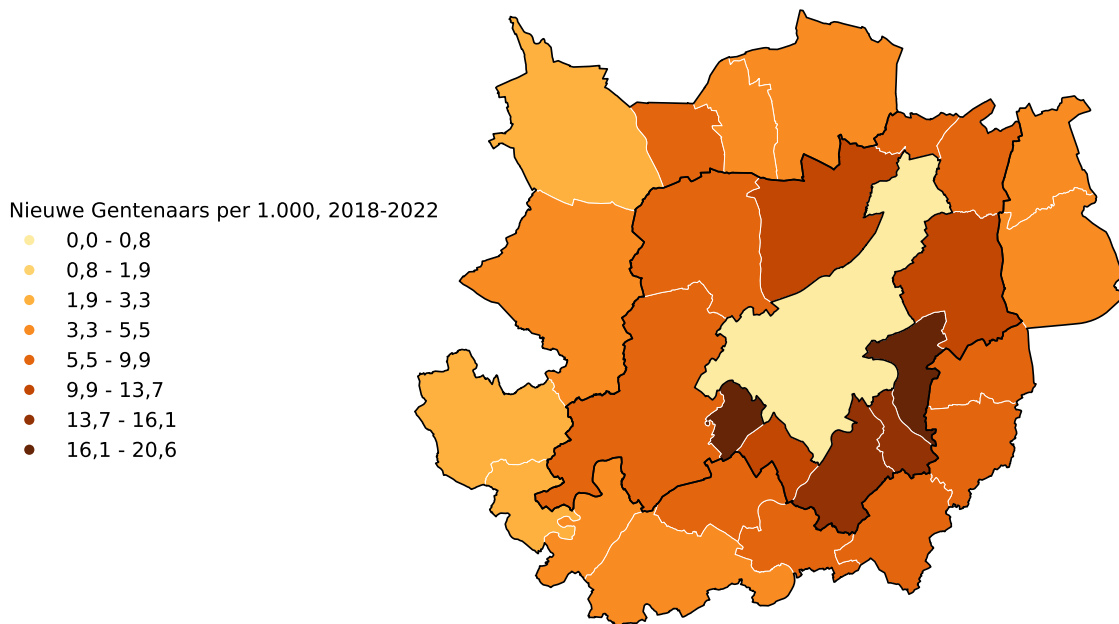 Nieuwe Gentenaars per 1.000, 2018-2022
0,0 - 0,8
0,8 - 1,9
1,9 - 3,3
3,3 - 5,5
5,5 - 9,9
9,9 - 13,7
13,7 - 16,1
16,1 - 20,6